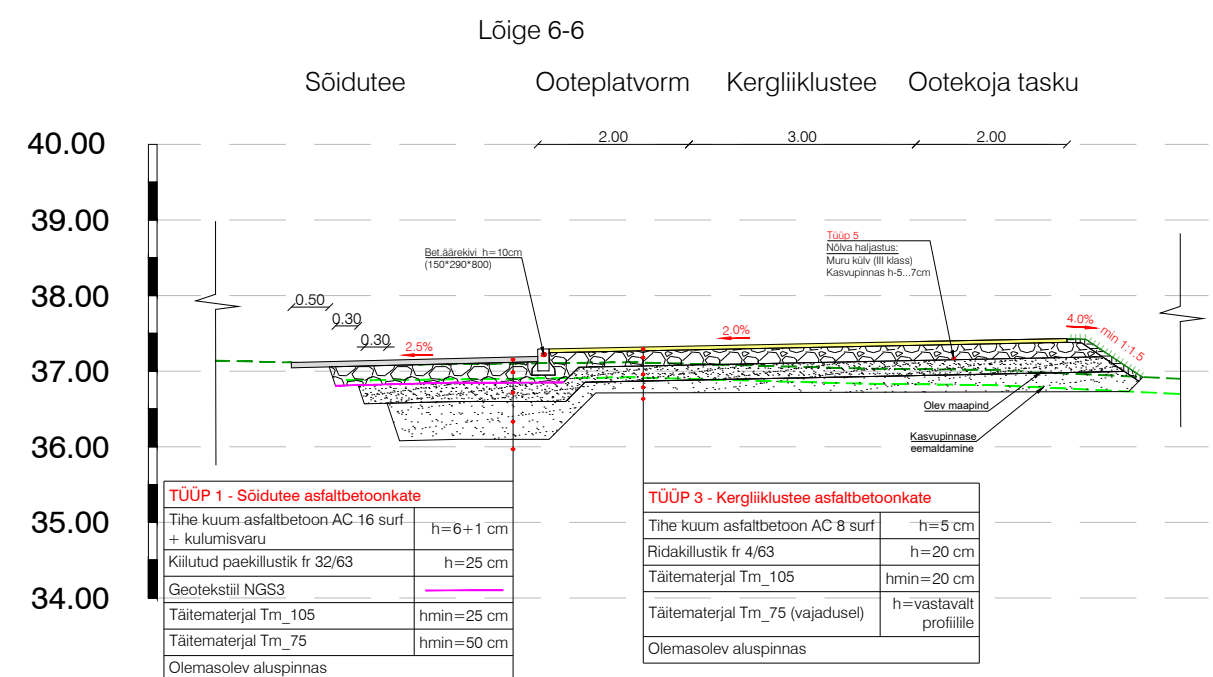 Lõige 6-6
Sõidutee Ooteplatvorm Kergliiklustee Ootekoja tasku
2.00 3.00 2.00
40.00
39.00
38.00
37.00
36.00
35.00
34.00
Bet.äärekivi h=10cm
(150*290*800)
Tüüp 5
Nõlva haljastus:
Muru külv (III klass)
Kasvupinnas h-5...7cm
0.50
0.30
0.30
2.5%
2.0%
4.0%
min 1:1.5
Olev maapind
Kasvupinnase
eemaldamine
TÜÜP 1 - Sõidutee asfaltbetoonkate
Tihe kuum asfaltbetoon AC 16 surf
+ kulumisvaru
h=6+1 cm
Kiilutud paekillustik fr 32/63 h=25 cm
Geotekstiil NGS3
Täitematerjal Tm_105 hmin=25 cm
Täitematerjal Tm_75 hmin=50 cm
Olemasolev aluspinnas
TÜÜP 3 - Kergliiklustee asfaltbetoonkate
Tihe kuum asfaltbetoon AC 8 surf h=5 cm
Ridakillustik fr 4/63 h=20 cm
Täitematerjal Tm_105 hmin=20 cm
Täitematerjal Tm_75 (vajadusel) h=vastavalt
profiilile
Olemasolev aluspinnas